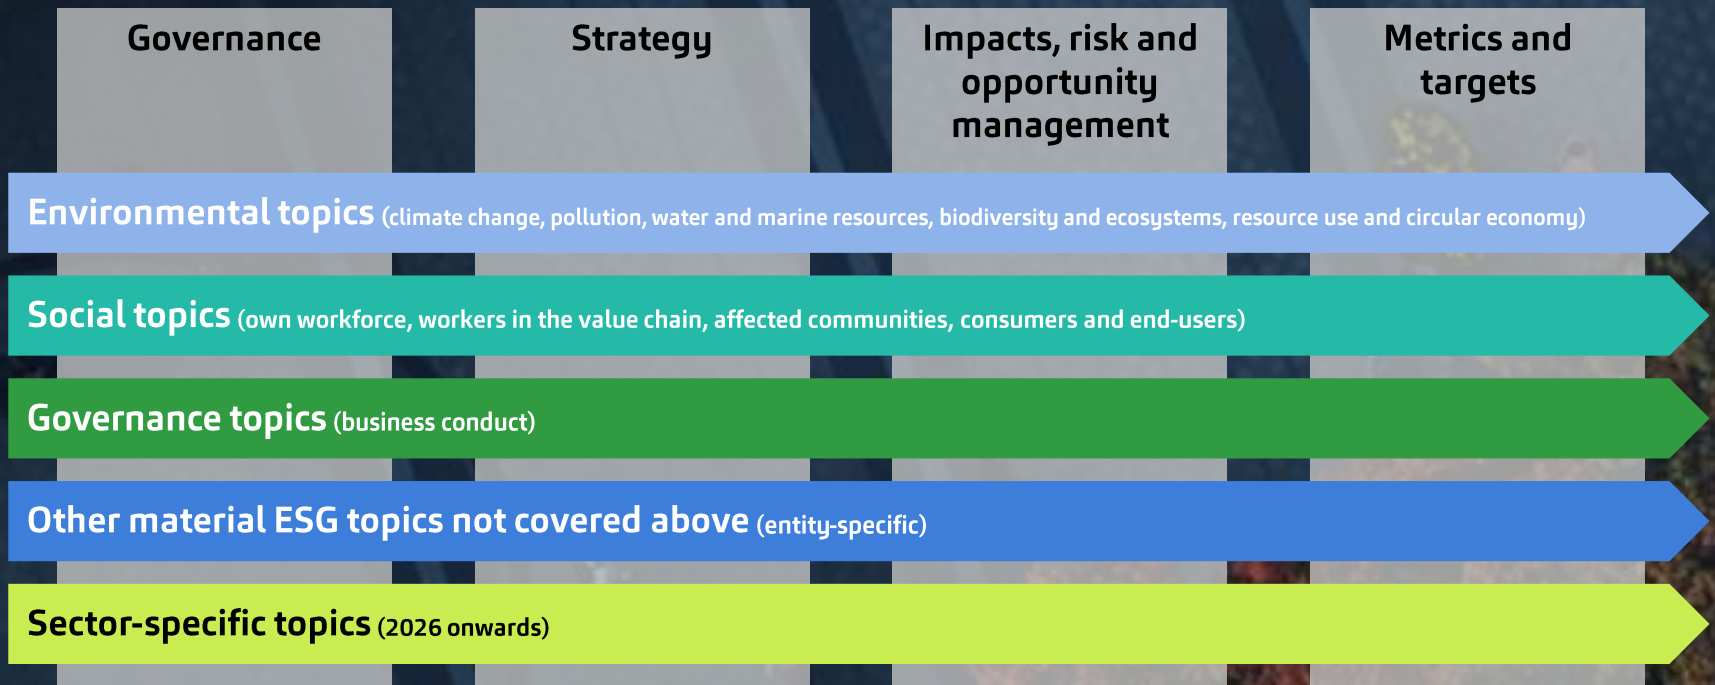 Governance
Strategy
Impacts, risk and
opportunity
management
Metrics and
targets
Environmental topics (climate change, pollution, water and marine resources, biodiversity and ecosystems, resource use and circular economy)
Social topics (own workforce, workers in the value chain, affected communities, consumers and end-users)
Governance topics (business conduct)
Other material ESG topics not covered above (entity-specific)
Sector-specific topics (2026 onwards)